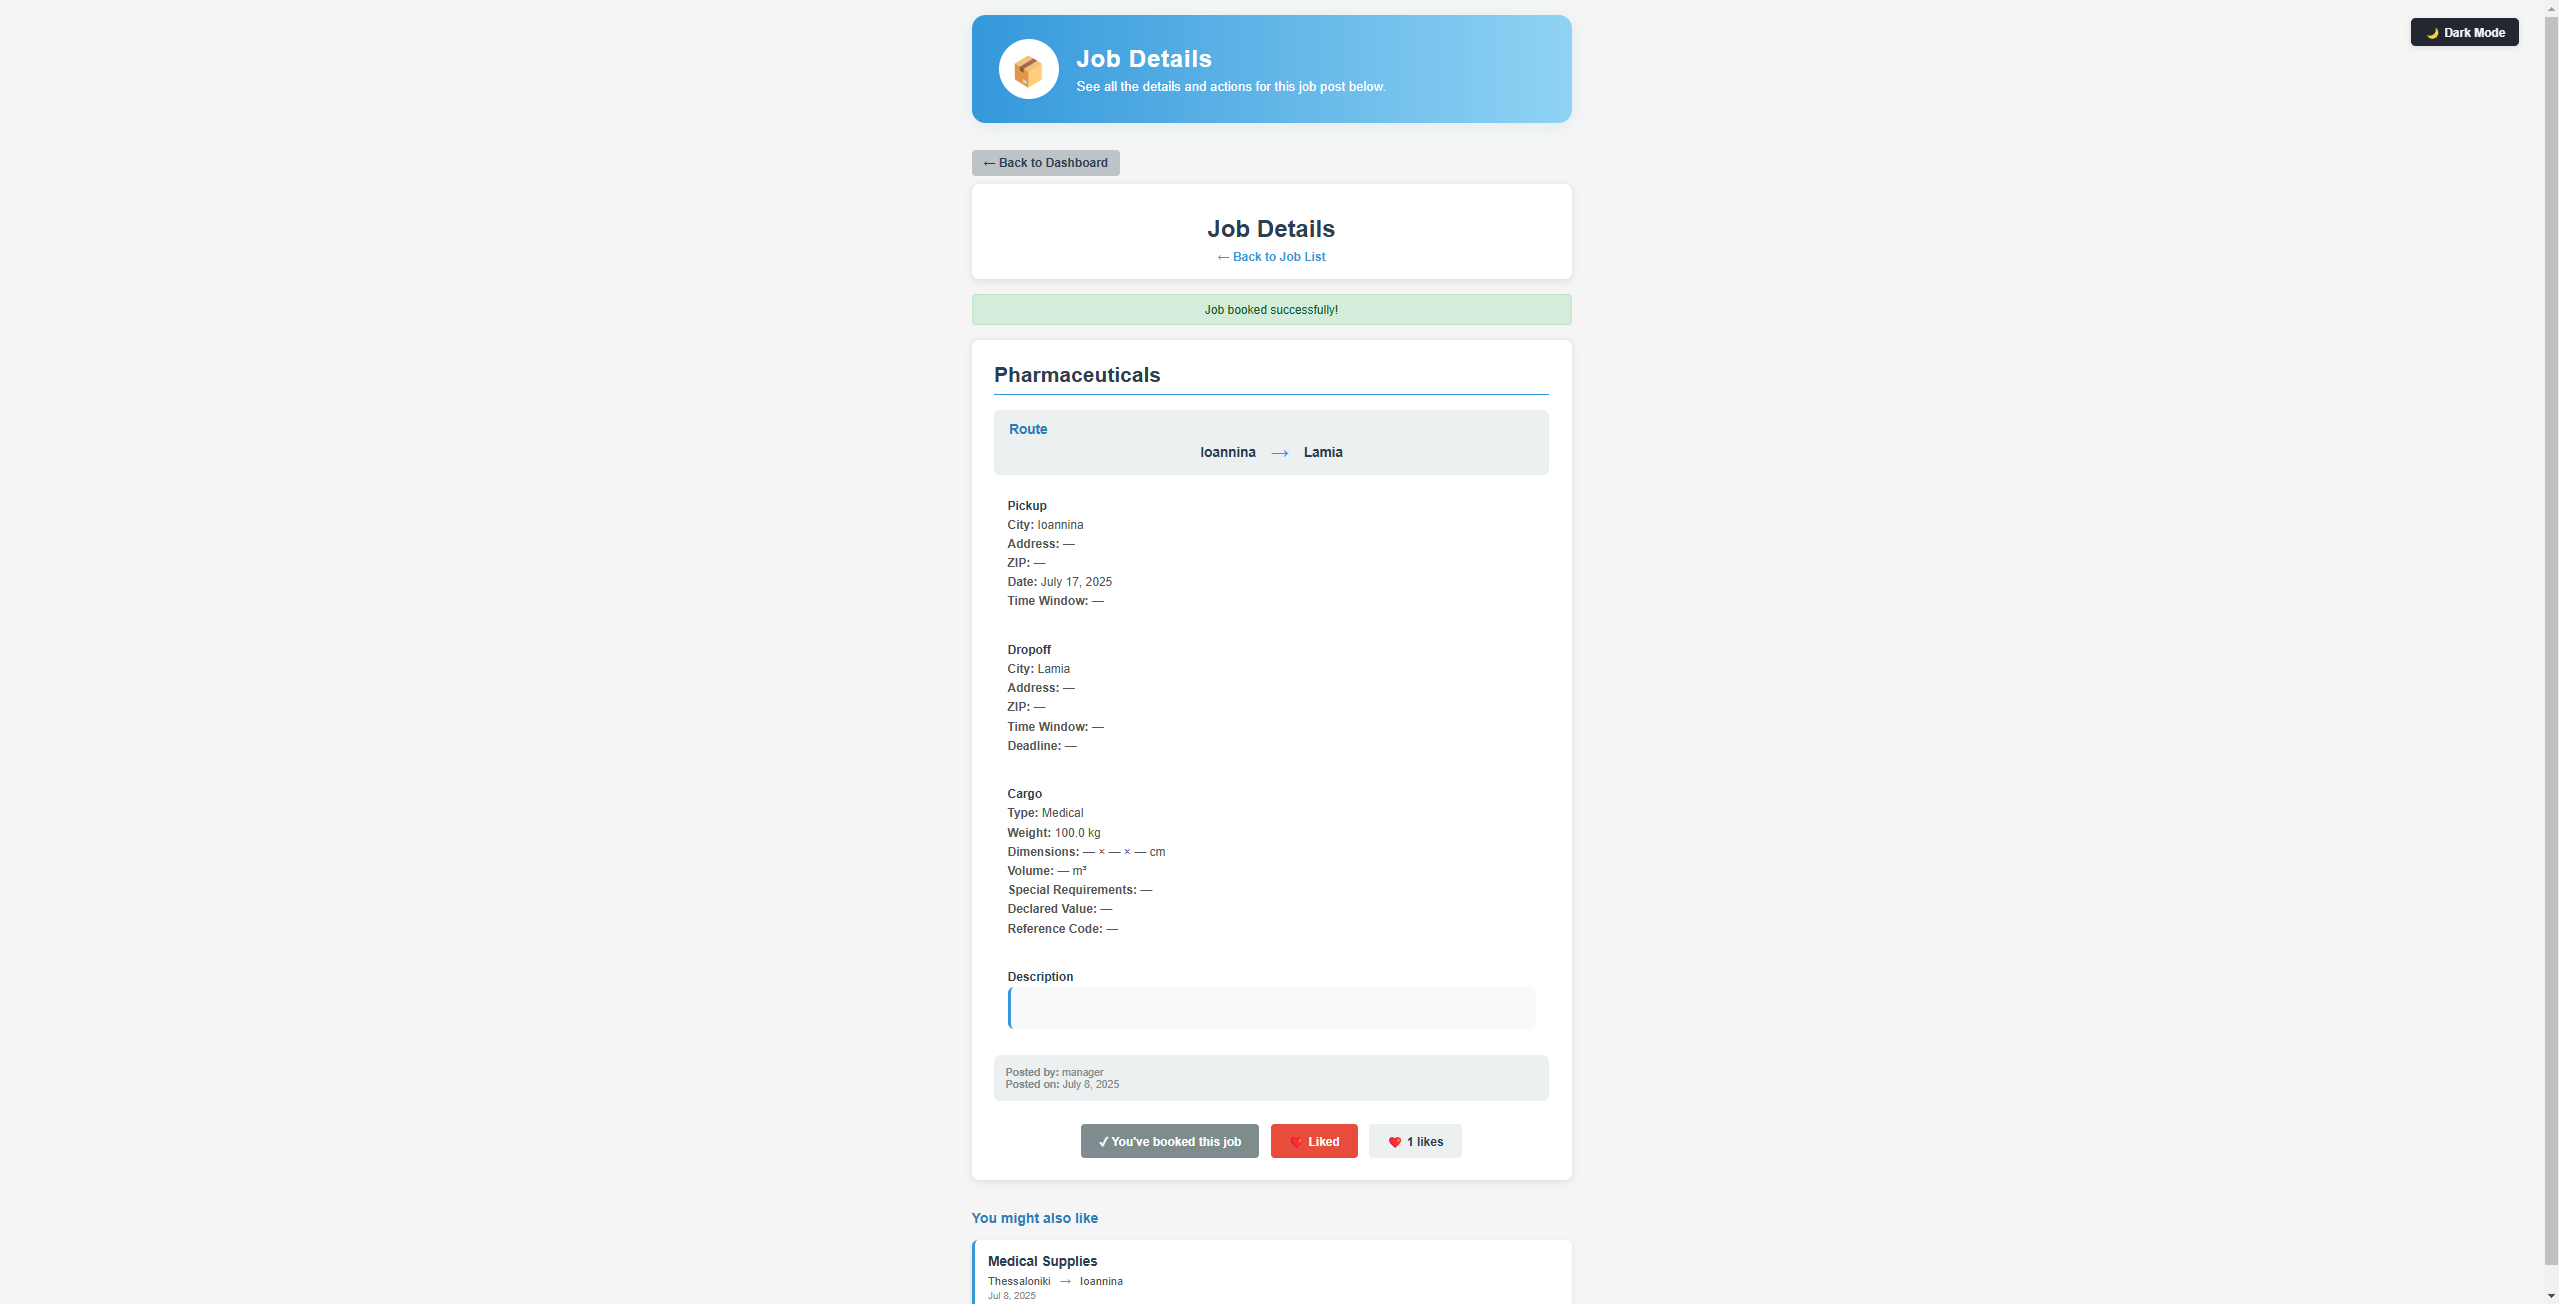 Job Details
See all the details and actions for this job post below.
🌙 Dark Mode
← Back to Dashboard
Job Details
← Back to Job List
Job booked successfully!
Pharmaceuticals
Route
Ioannina → Lamia
Pickup
City: Ioannina
Address: —
ZIP: —
Date: July 17, 2025
Time Window: —
Dropoff
City: Lamia
Address: —
ZIP: —
Time Window: —
Deadline: —
Cargo
Type: Medical
Weight: 100.0 kg
Dimensions: — × — × — cm
Volume: — m³
Special Requirements: —
Declared Value: —
Reference Code: —
Description
Posted by: manager
Posted on: July 8, 2025
✓ You've booked this job
❤️ Liked
❤️ 1 likes
You might also like
Medical Supplies
Thessaloniki → Ioannina
Jul 8, 2025